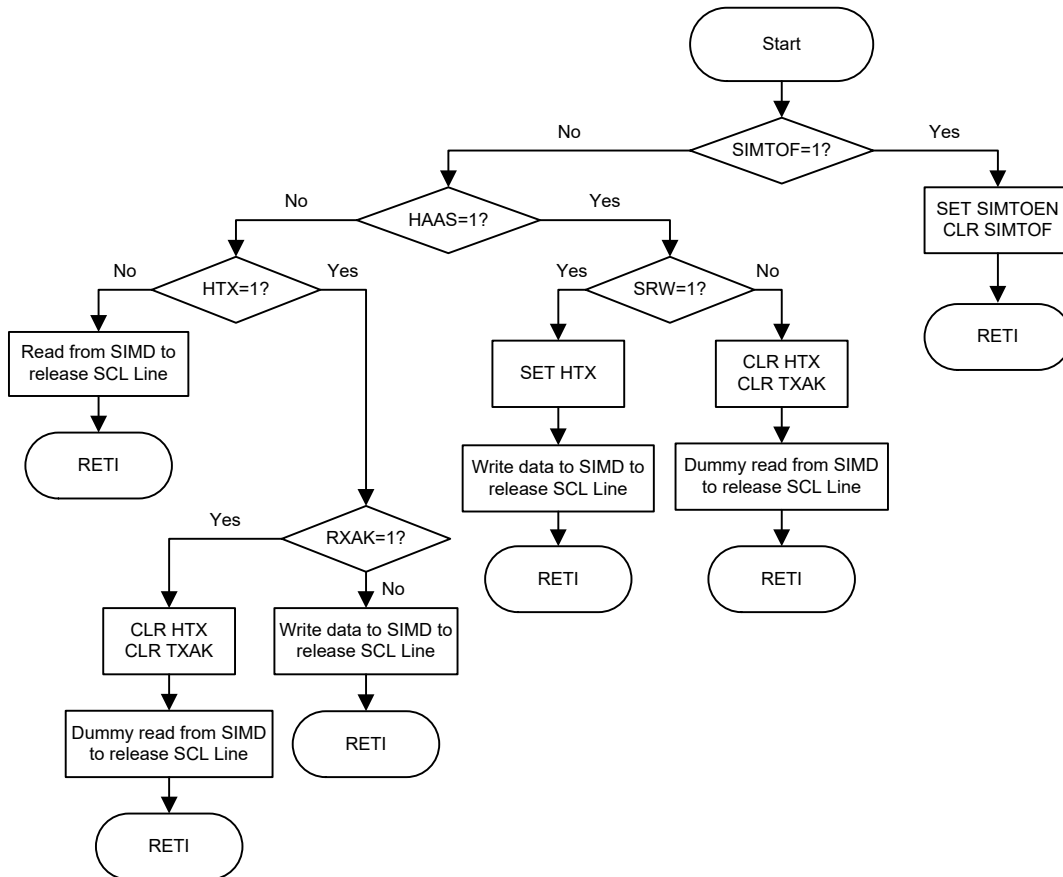 Start
No
Yes
SIMTOF=1?
No
Yes
HAAS=1?
SET SIMTOEN
CLR SIMTOF
No
Yes
HTX=1?
Yes
No
SRW=1?
RETI
Read from SIMD to
release SCL Line
SET HTX
CLR HTX
CLR TXAK
RETI
Write data to SIMD to
release SCL Line
Dummy read from SIMD
to release SCL Line
Yes
RXAK=1?
No
RETI
RETI
CLR HTX
CLR TXAK
Write data to SIMD to
release SCL Line
Dummy read from SIMD
to release SCL Line
RETI
RETI